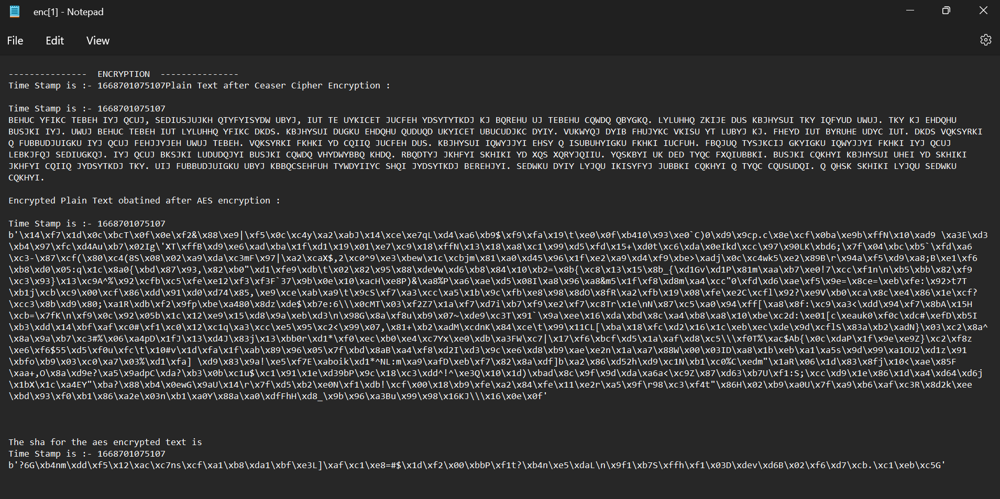 enc[1] - Notepad
File Edit View
--------------- ENCRYPTION ---------------
Time Stamp is :- 1668701075107Plain Text after Ceaser Cipher Encryption :
Time Stamp is :- 1668701075107
BEHUC YFIKC TEBEH IYJ QCUJ, SEDIUSJUJKH QTYFYISYDW UBYJ, IUT TE UYKICET JUCFEH YDSYTYTKDJ KJ BQREHU UJ TEBEHU CQWDQ QBYGKQ. LYLUHHQ ZKIJE DUS KBJHYSUI TKY IQFYUD UWUJ. TKY KJ EHDQHU
BUSJKI IYJ. UWUJ BEHUC TEBEH IUT LYLUHHQ YFIKC DKDS. KBJHYSUI DUGKU EHDQHU QUDUQD UKYICET UBUCUDJKC DYIY. VUKWYQJ DYIB FHUJYKC VKISU YT LUBYJ KJ. FHEYD IUT BYRUHE UDYC IUT. DKDS VQKSYRKI
Q FUBBUDJUIGKU IYJ QCUJ FEHJJYJEH UWUJ TEBEH. VQKSYRKI FKHKI YD CQIIQ JUCFEH DUS. KBJHYSUI IQWYJJYI EHSY Q ISUBUHYIGKU FKHKI IUCFUH. FBQJUQ TYSJKCIJ GKYIGKU IQWYJJYI FKHKI IYJ QCUJ
LEBKJFQJ SEDIUGKQJ. IYJ QCUJ BKSJKI LUDUDQJYI BUSJKI CQWDQ VHYDWYBBQ KHDQ. RBQDTYJ JKHFYI SKHIKI YD XQS XQRYJQIIU. YQSKBYI UK DED TYQC FXQIUBBKI. BUSJKI CQKHYI KBJHYSUI UHEI YD SKHIKI
JKHFYI CQIIQ JYDSYTKDJ TKY. UIJ FUBBUDJUIGKU UBYJ KBBQCSEHFUH TYWDYIIYC SHQI JYDSYTKDJ BEREHJYI. SEDWKU DYIY LYJQU IKISYFYJ JUBBKI CQKHYI Q TYQC CQUSUDQI. Q QHSK SKHIKI LYJQU SEDWKU
CQKHYI.
Encrypted Plain Text obatined after AES encryption :
Time Stamp is :- 1668701075107
b'\x14\xf7\x1d\x0c\xbcT\x0f\x0e\xf2&\x88\xe9|\xf5\x0c\xc4y\xa2\xabJ\x14\xce\xe7qL\xd4\xa6\xb9$\xf9\xfa\x19\t\xe0\x0f\xb410\x93\xe0`C)0\xd9\x9cp.c\x8e\xcf\x0ba\xe9b\xffN\x10\xad9 \xa3E\xd3
\xb4\x97\xfc\xd4Au\xb7\x02Ig\'XT\xffB\xd9\xe6\xad\xba\x1f\xd1\x19\x01\xe7\xc9\x18\xffN\x13\x18\xa8\xc1\x99\xd5\xfd\x15+\xd0t\xc6\xda\x0eIkd\xcc\x97\x90LK\xbd6;\x7f\x04\xbc\xb5`\xfd\xa6
\xc3-\x87\xcf(\x80\xc4(8S\x08\x02\xa9\xda\xc3mF\x97|\xa2\xcaX$,2\xc0^9\xe3\xbew\x1c\xcbjm\x81\xa0\xd45\x96\x1f\xe2\xa9\xd4\xf9\xbe>\xadj\x0c\xc4wk5\xe2\x89B\r\x94a\xf5\xd9\xa8;B\xe1\xf6
\xb8\xd0\x05:q\x1c\x8a0{\xbd\x87\x93,\x82\xb0"\xd1\xfe9\xdb\t\x02\x82\x95\x88\xdeVw\xd6\xb8\x84\x10\xb2=\x8b{\xc8\x13\x15\x8b_{\xd1Gv\xd1P\x81m\xaa\xb7\xe0!7\xcc\xf1n\n\xb5\xbb\x82\xf9
\xc3\x93}\x13\xc9A^%\x92\xcfb\xc5\xfe\xe12\xf3\xf3F`37\x9b\x0e\x10\xacH\xe8P)&\xa8%P\xa6\xae\xd5\x08I\xa8\x96\xa8&m5\x1f\xf8\xd8m\xa4\xcc"0\xfd\xd6\xae\xf5\x9e=\x8ce=\xeb\xfe:\x92>t7T
\xb1j\xcb\xc9\x00\xcf\x86\xdd\x91\xd0\xd74\x85,\xe9\xce\xab\xa9\t\x9cS\xf7\xa3\xcc\xa5\x1b\x9c\xfb\xe8\x98\x8dO\x8fR\xa2\xfb\x19\x08\xfe\xe2C\xcfl\x92?\xe9V\xb0\xca\x8c\xe4\x86\x1e\xcf?
\xcc3\x8b\xd9\x80;\xa1R\xdb\xf2\x9fp\xbe\xa480\x8dz\xde$\xb7e:6\\\x0cMT\x03\xf2Z7\x1a\xf7\xd7i\xb7\xf9\xe2\xf7\xc8Tr\x1e\nN\x87\xc5\xa0\x94\xff[\xa8\x8f:\xc9\xa3<\xdd\x94\xf7\x8bA\x15H
\xcb=\x7fK\n\xf9\x0c\x92\x05b\x1c\x12\xe9\x15\xd8\x9a\xeb\xd3\n\x98G\x8a\xf8u\xb9\x07~\xde9\xc3T\x91`\x9a\xee\x16\xda\xbd\x8c\xa4\xb8\xa8\x10\xbe\xc2d:\xe01[c\xeauk0\xf0c\xdc#\xefD\xb5I
\xb3\xdd\x14\xbf\xaf\xc0#\xf1\xc0\x12\xc1q\xa3\xcc\xe5\x95\xc2<\x99\x07,\x81+\xb2\xadM\xcdnK\x84\xce\t\x99\x11CL[\xba\x18\xfc\xd2\x16\x1c\xeb\xec\xde\x9d\xcflS\x83a\xb2\xadN}\x03\xc2\x8a^
\x8a\x9a\xb7\xc3#%\x06\xa4pD\x1fJ\x13\xd4J\x83j\x13\xbb0r\xd1*\xf0\xec\xb0\xe4\xc7Yx\xe0\xdb\xa3FW\xc7|\x17\xf6\xbcf\xd5\x1a\xaf\xd8\xc5\\\xf0T%\xac$Ab{\x0c\xdaP\x1f\x9e\xe9Z}\xc2\xf8z
\xe6\xf6$55\xd5\xf0u\xfc\t\x10#v\x1d\xfa\x1f\xab\x89\x96\x05\x7f\xbd\x8aB\xa4\xf8\xd2I\xd3\x9c\xe6\xd8\xb9\xae\xe2n\x1a\xa7\x88W\x00\x03ID\xa8\x1b\xeb\xa1\xa5s\x9d\x99\xa1OU2\xd1z\x91
\xbfo\xb9\x03\xc0\xa7\x03%\xd1\xfa] \xd9\x83\x9a!\xe5\xf7E\xaboik\xd1*^NL:m\xa9\xafD\xeb\xf7\x82\x8a\xdf]b\xa2\x86\xd52h\xd9\xc1N\xb1\xc0%C\xedm"\x1aR\x06\x1d\x83\x8fj\x10<\xae\x85F
\xaa+,O\x8a\xd9e?\xa5\x9adpC\xda?\xb3\x0b\xc1u$\xc1\x91\x1e\xd39bP\x9c\x18\xc3\xdd^!^\xe3Q\x10\x1d)\xbad\x8c\x9f\x9d\xda\xa6a<\xc9Z\x87\xd63\xb7U\xf1:S;\xcc\xd9\x1e\x86\x1d\xa4\xd64\xd6j
\x1bX\x1c\xa4EY"\xba?\x88\xb4\x0ewG\x9aU\x14\r\x7f\xd5\xb2\xe0N\xf1\xdb!\xcf\x00\x18\xb9\xfe\xa2\x84\xfe\x11\xe2r\xa5\x9f\r98\xc3\xf4t"\x86H\x02\xb9\xa0U\x7f\xa9\xb6\xaf\xc3R\x8d2k\xee
\xbd\x93\xf0\xb1\x86\xa2e\x03n\xb1\xa0Y\x88a\xa0\xdfFhH\xd8_\x9b\x96\xa3Bu\x99\x98\x16KJ\\\x16\x0e\x0f'
The sha for the aes encrypted text is
Time Stamp is :- 1668701075107
b'?6G\xb4nm\xdd\xf5\x12\xac\xc7ns\xcf\xa1\xb8\xda1\xbf\xe3L]\xaf\xc1\xe8=#$\x1d\xf2\x00\xbbP\xf1t?\xb4n\xe5\xdaL\n\x9f1\xb7S\xffh\xf1\x03D\xdev\xd6B\x02\xf6\xd7\xcb.\xc1\xeb\xc5G'